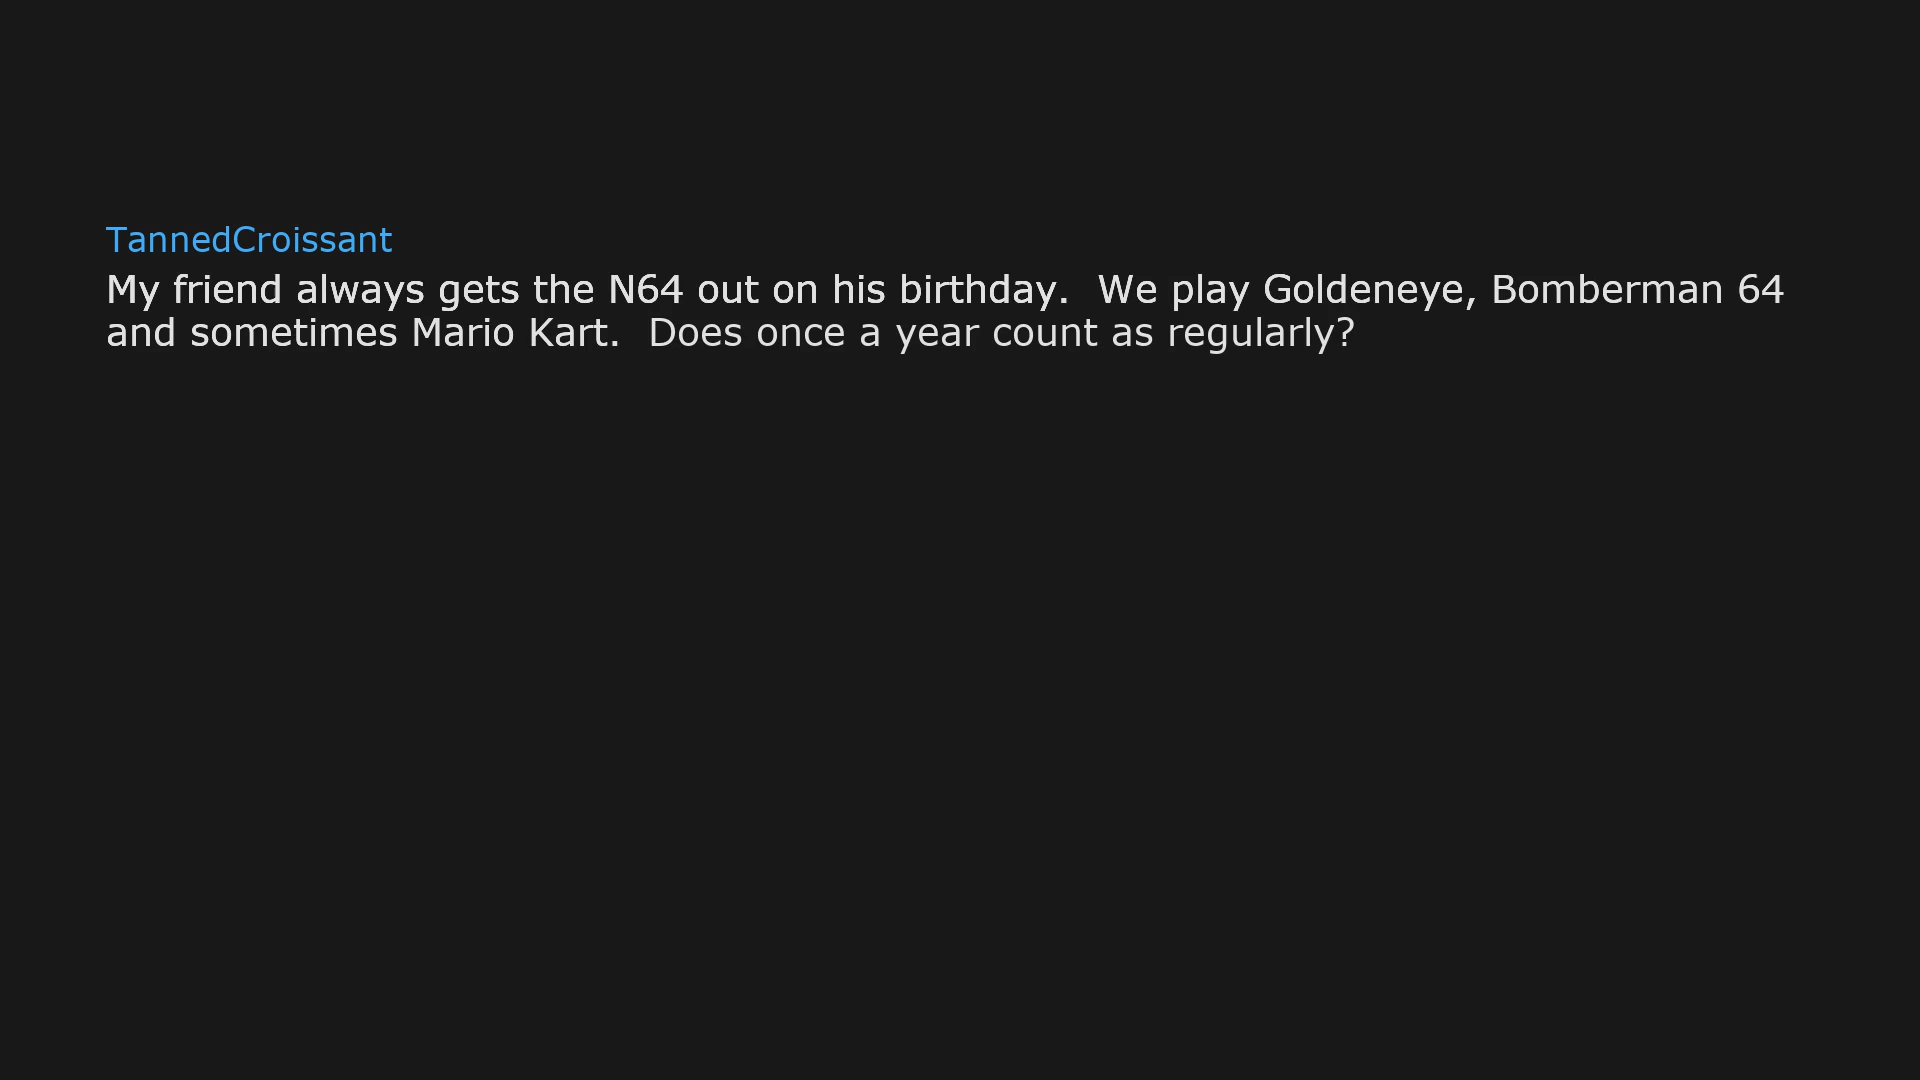 TannedCroissant
My friend always gets the N64 out on his birthday.  We play Goldeneye, Bomberman 64
and sometimes Mario Kart.  Does once a year count as regularly?